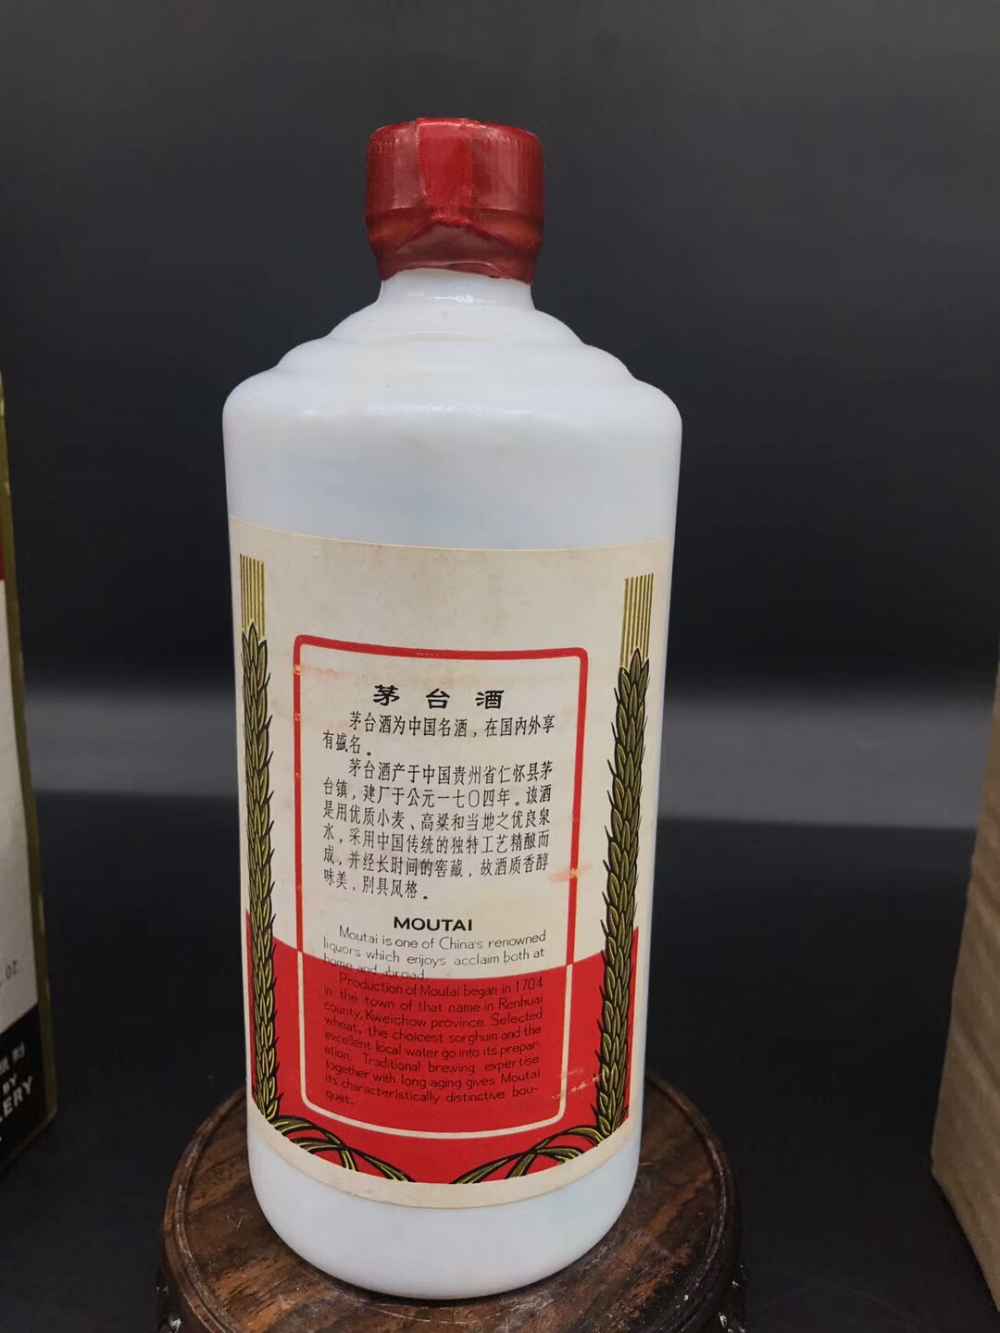 茅台酒
茅台酒为中国名酒，在国内外享
有盛名。
茅台酒产于中国贵州省仁怀县茅
台镇，建厂于公元一七〇四年。该酒
是用优质小麦、高粱和当地之优良泉
水，采用中国传统的独特工艺精酿而
成，并经长时间的窖藏，故酒质香醇
味美，别具风格。
MOUTAI
Moutai is one of China's renowned
liquors which enjoys acclaim both at
home and abroad.
Production of Moutai began in 1704
in the town of that name in Renhuai
county, Kweichow province. Selected
wheat, the choicest sorghum and the
excellent local water go into its prepar-
ation. Traditional brewing expertise
together with long aging gives Moutai
its characteristically distinctive bou-
quet.
OZ.
BY
ERY